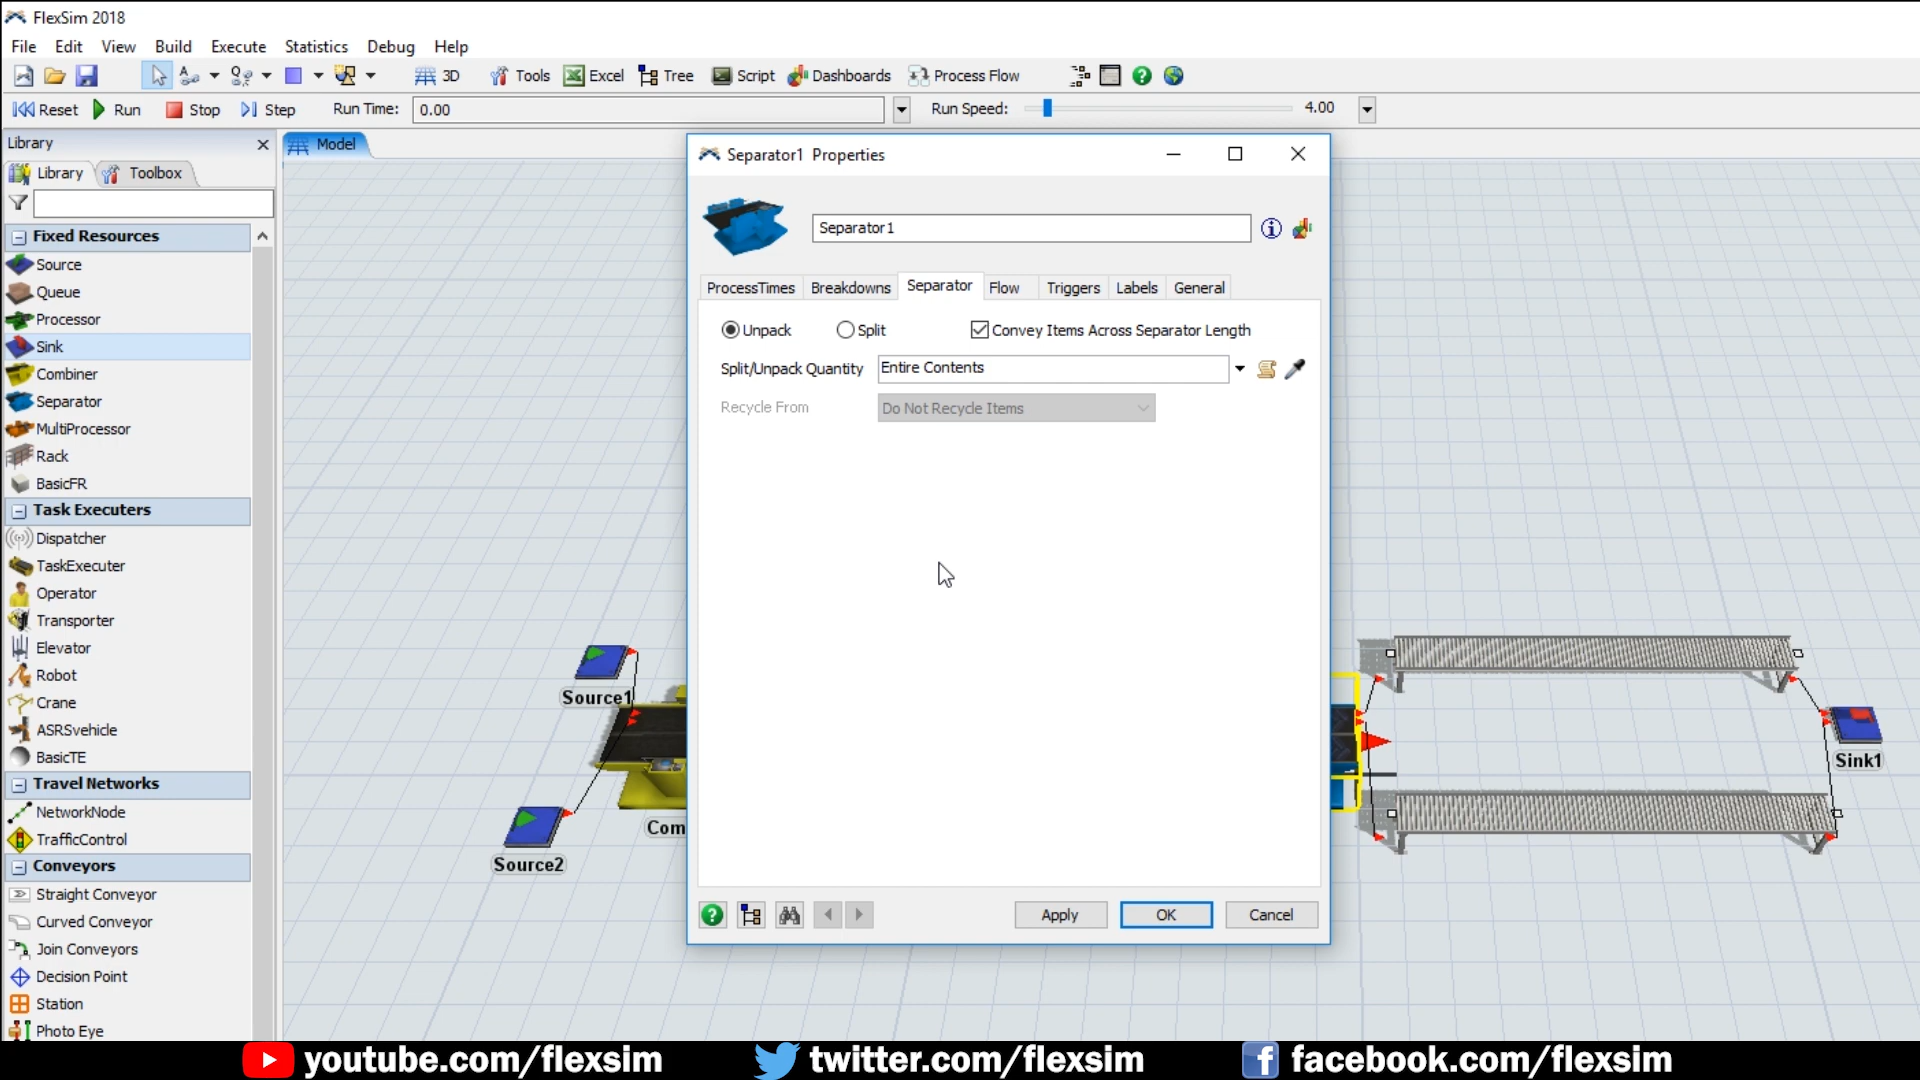 FlexSim 2018
File Edit View Build Execute Statistics Debug Help
3D Tools Excel Tree Script Dashboards Process Flow
Reset Run Stop Step Run Time: 0.00 Run Speed: 4.00
Library
Library Toolbox
Fixed Resources
Source
Queue
Processor
Sink
Combiner
Separator
MultiProcessor
Rack
BasicFR
Task Executers
Dispatcher
TaskExecuter
Operator
Transporter
Elevator
Robot
Crane
ASRSvehicle
BasicTE
Travel Networks
NetworkNode
TrafficControl
Conveyors
Straight Conveyor
Curved Conveyor
Join Conveyors
Decision Point
Station
Photo Eye
Model
Separator1 Properties
Separator1
ProcessTimes Breakdowns Separator Flow Triggers Labels General
Unpack Split Convey Items Across Separator Length
Split/Unpack Quantity Entire Contents
Recycle From Do Not Recycle Items
Apply OK Cancel
Source1
Source2
Com
Sink1
youtube.com/flexsim twitter.com/flexsim facebook.com/flexsim